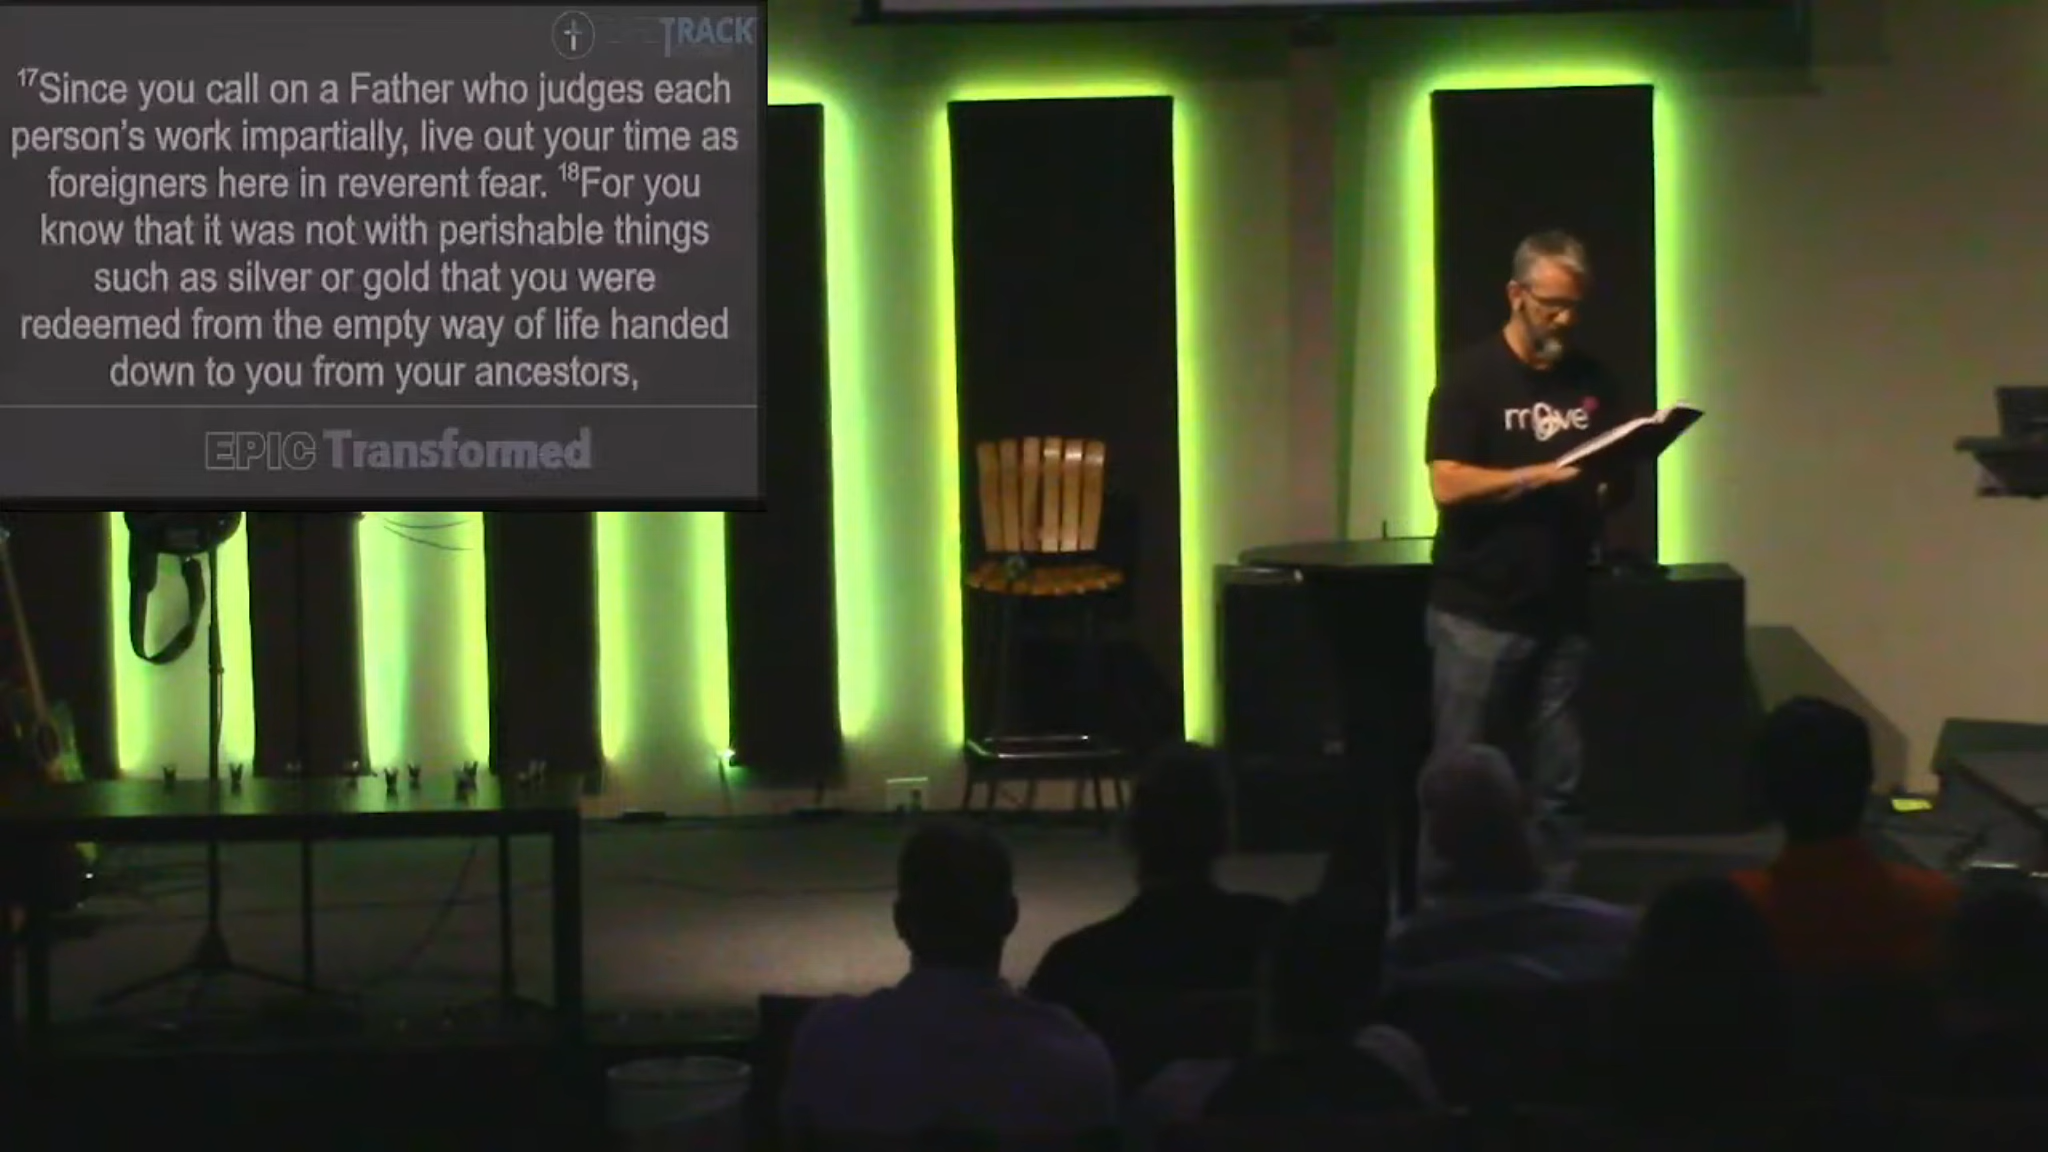 TRACK
¹⁷Since you call on a Father who judges each
person’s work impartially, live out your time as
foreigners here in reverent fear. ¹⁸For you
know that it was not with perishable things
such as silver or gold that you were
redeemed from the empty way of life handed
down to you from your ancestors,
EPIC Transformed
move